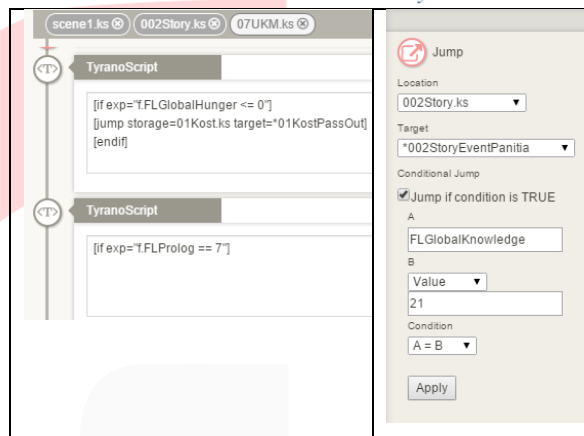 scene1.ks ⊗ 002Story.ks ⊗ 07UKM.ks ⊗
<T> TyranoScript
[if exp="f.FLGlobalHunger <= 0"]
[jump storage=01Kost.ks target=*01KostPassOut]
[endif]
<T> TyranoScript
[if exp="f.FLProlog == 7"]
Jump
Location
002Story.ks ▼
Target
*002StoryEventPanitia ▼
Conditional Jump
Jump if condition is TRUE
A
FLGlobalKnowledge
B
Value ▼
21
Condition
A = B ▼
Apply